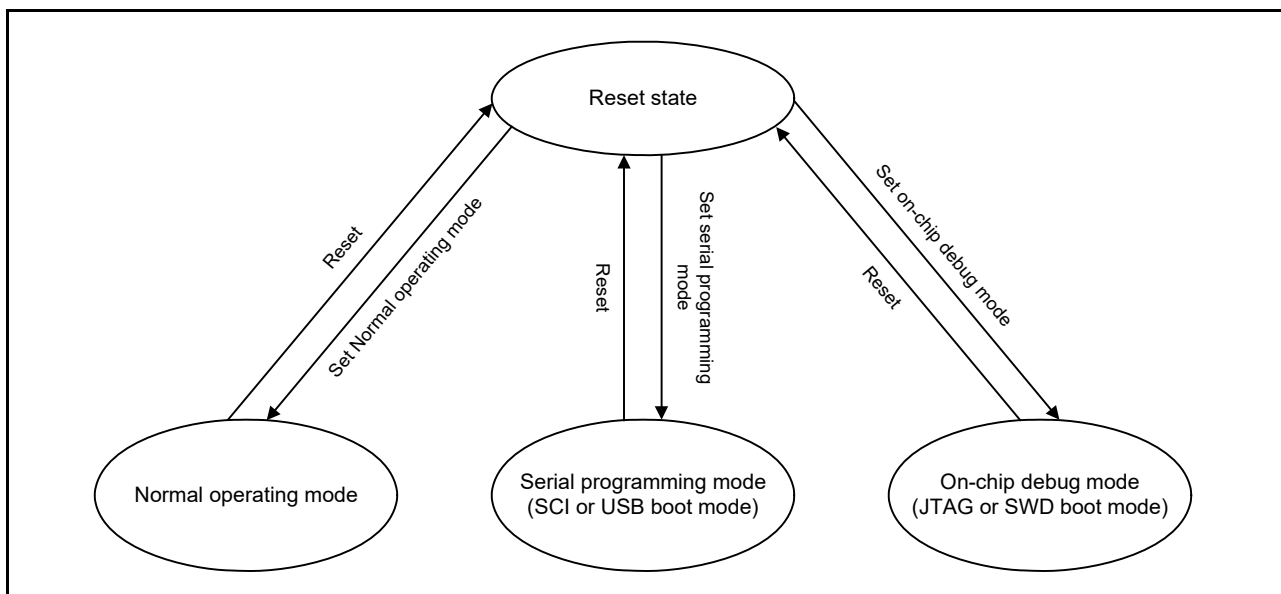 Reset state
Reset
Set Normal operating mode
Reset
Set serial programming
mode
Set on-chip debug mode
Reset
Normal operating mode
Serial programming mode
(SCI or USB boot mode)
On-chip debug mode
(JTAG or SWD boot mode)